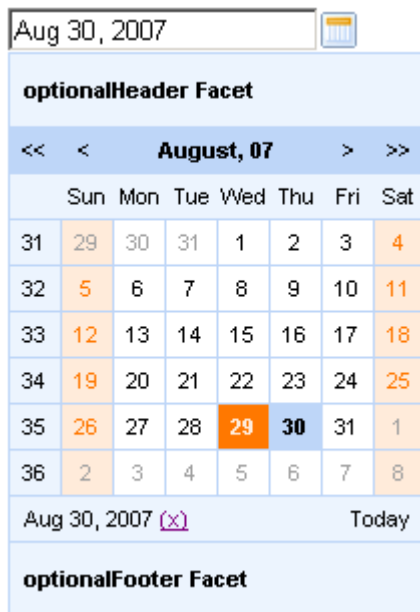 Aug 30, 2007
optionalHeader Facet
<< < August, 07 > >>
Sun Mon Tue Wed Thu Fri Sat
31 29 30 31 1 2 3 4
32 5 6 7 8 9 10 11
33 12 13 14 15 16 17 18
34 19 20 21 22 23 24 25
35 26 27 28 29 30 31 1
36 2 3 4 5 6 7 8
Aug 30, 2007 (x) Today
optionalFooter Facet